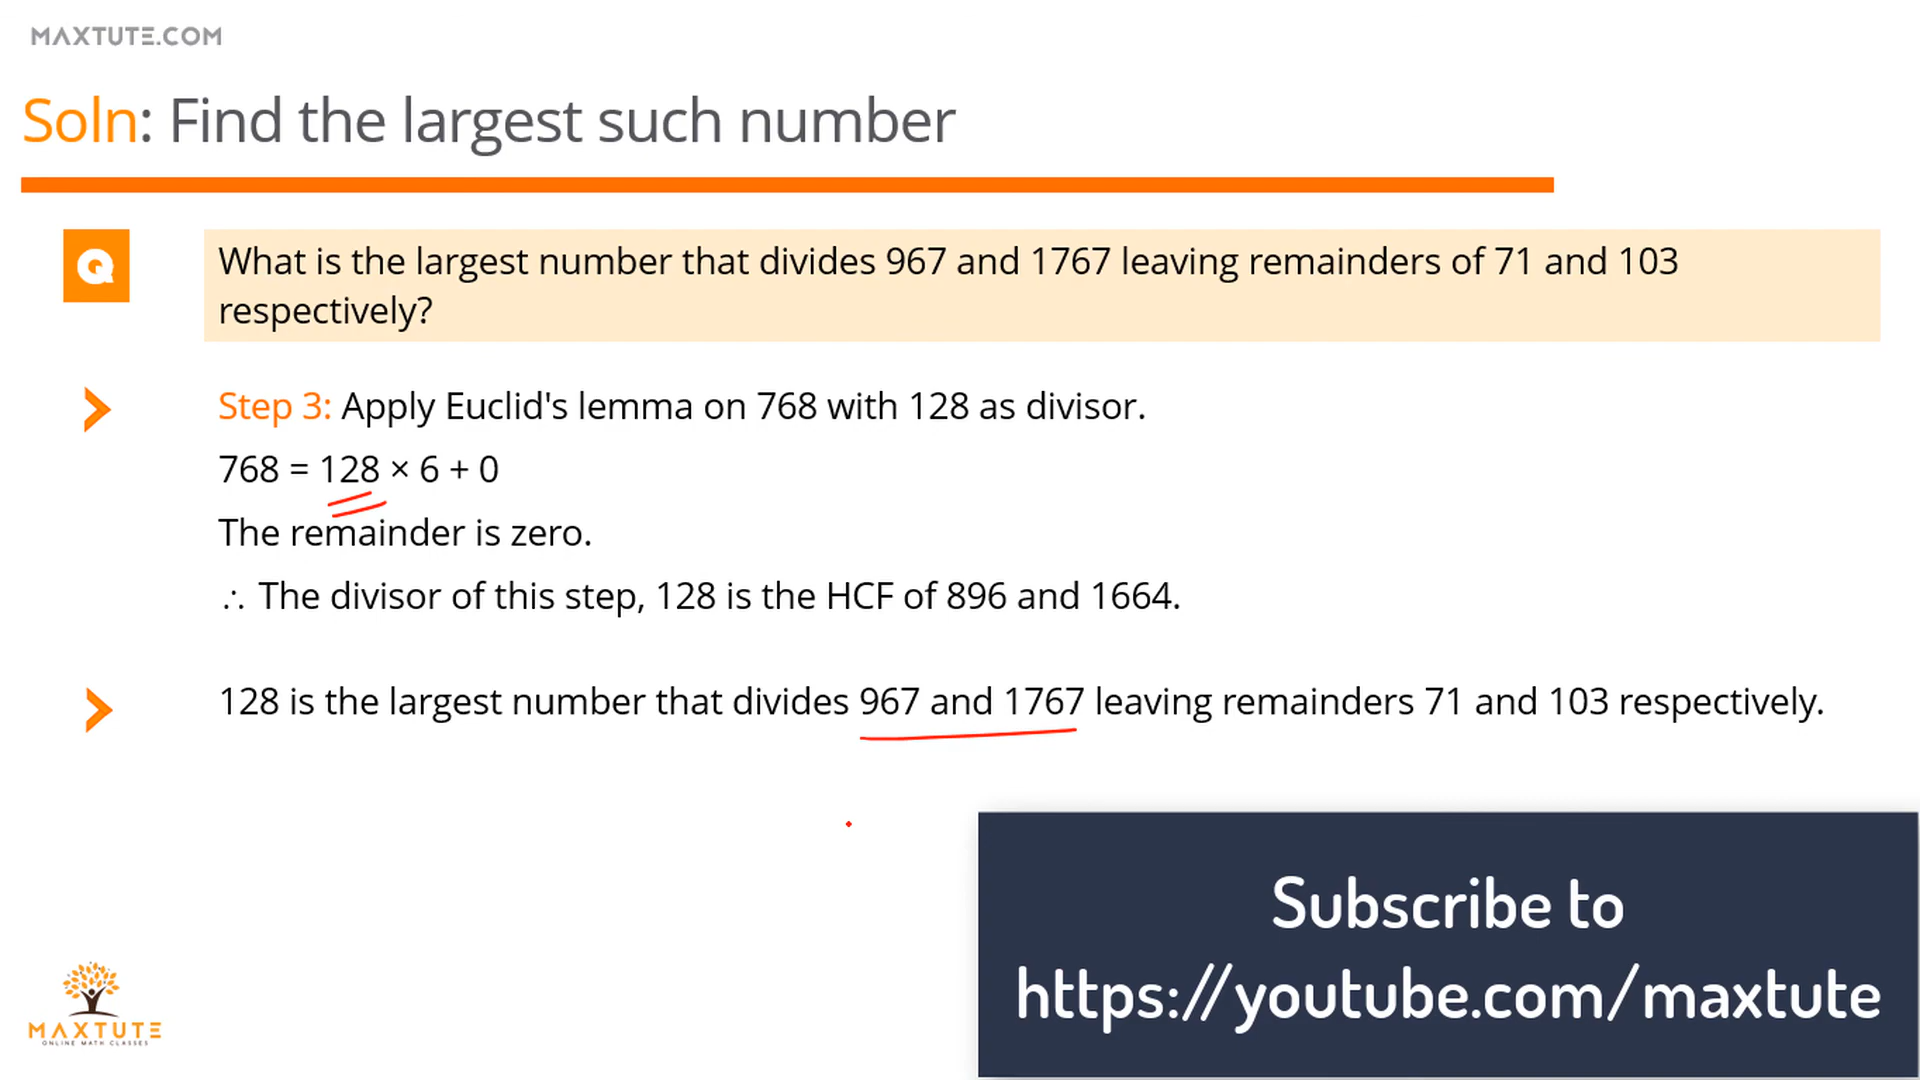 MAXTUTE.COM
Soln: Find the largest such number
Q
What is the largest number that divides 967 and 1767 leaving remainders of 71 and 103
respectively?
Step 3: Apply Euclid's lemma on 768 with 128 as divisor.
768 = 128 × 6 + 0
The remainder is zero.
∴ The divisor of this step, 128 is the HCF of 896 and 1664.
128 is the largest number that divides 967 and 1767 leaving remainders 71 and 103 respectively.
Subscribe to
https://youtube.com/maxtute
MAXTUTE
ONLINE MATH CLASSES